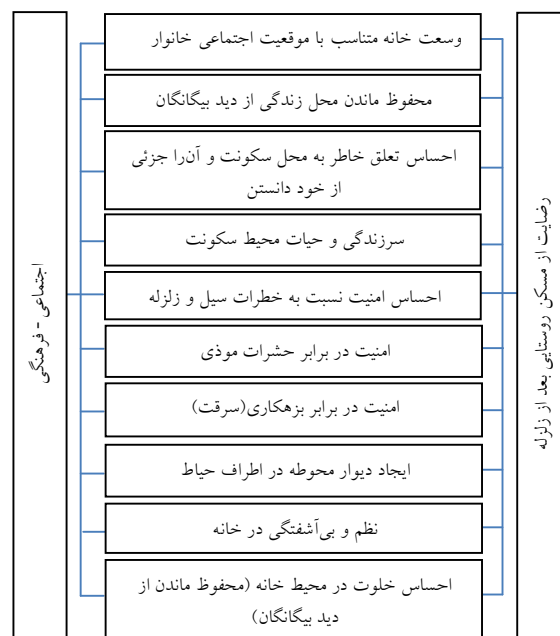 رضایت از مسکن روستایی بعد از زلزله
وسعت خانه متناسب با موقعیت اجتماعی خانوار
محفوظ ماندن محل زندگی از دید بیگانگان
احساس تعلق خاطر به محل سکونت و آن‌را جزئی
از خود دانستن
سرزندگی و حیات محیط سکونت
احساس امنیت نسبت به خطرات سیل و زلزله
امنیت در برابر حشرات موذی
امنیت در برابر بزهکاری(سرقت)
ایجاد دیوار محوطه در اطراف حیاط
نظم و بی‌آشفتگی در خانه
احساس خلوت در محیط خانه (محفوظ ماندن از
دید بیگانگان)
اجتماعی - فرهنگی